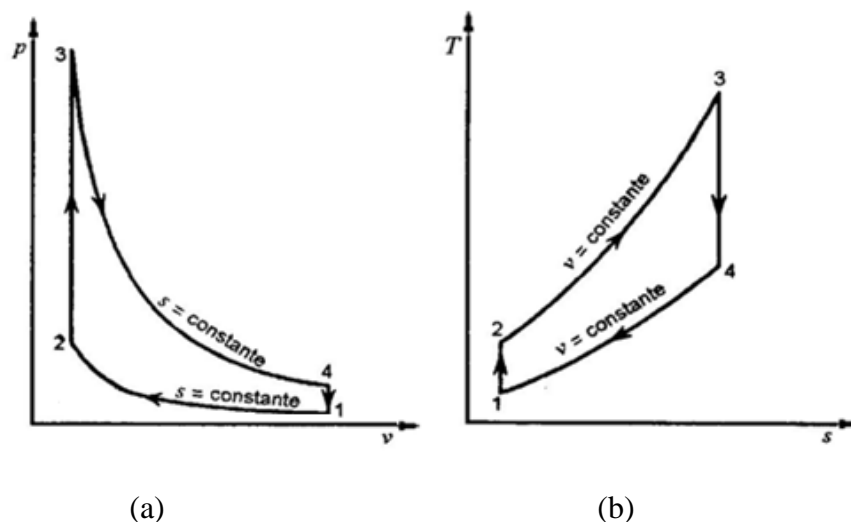 p
3
s = constante
2
4
s = constante
1
v
(a)
T
3
v = constante
4
2
v = constante
1
s
(b)